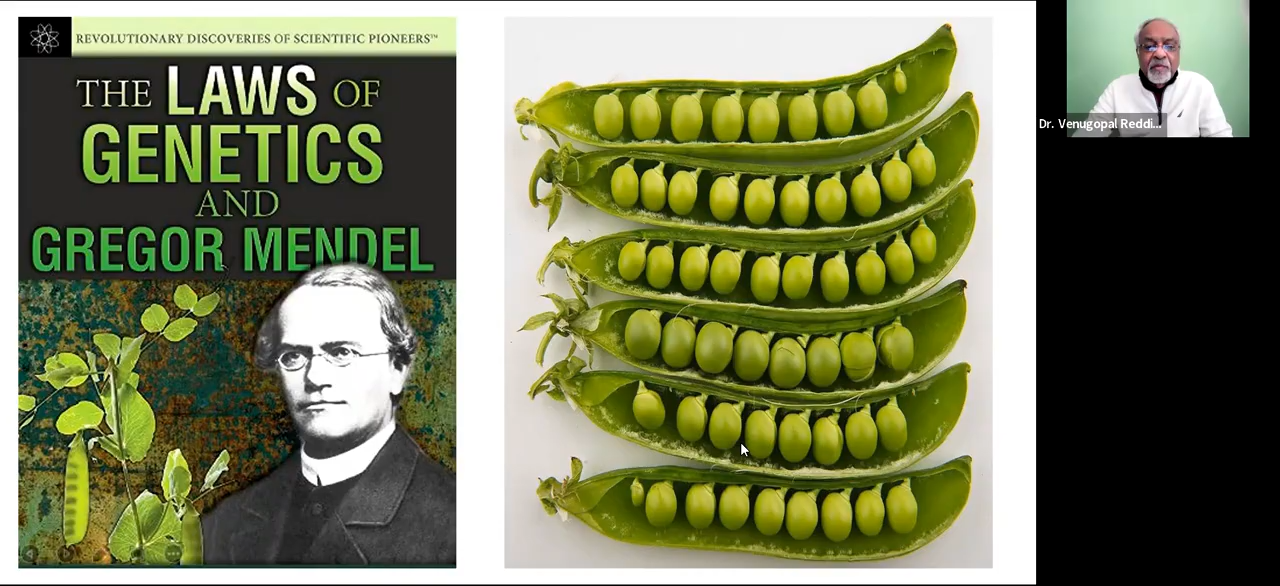 REVOLUTIONARY DISCOVERIES OF SCIENTIFIC PIONEERS™
THE LAWS OF
GENETICS
AND
GREGOR MENDEL
Dr. Venugopal Reddi...